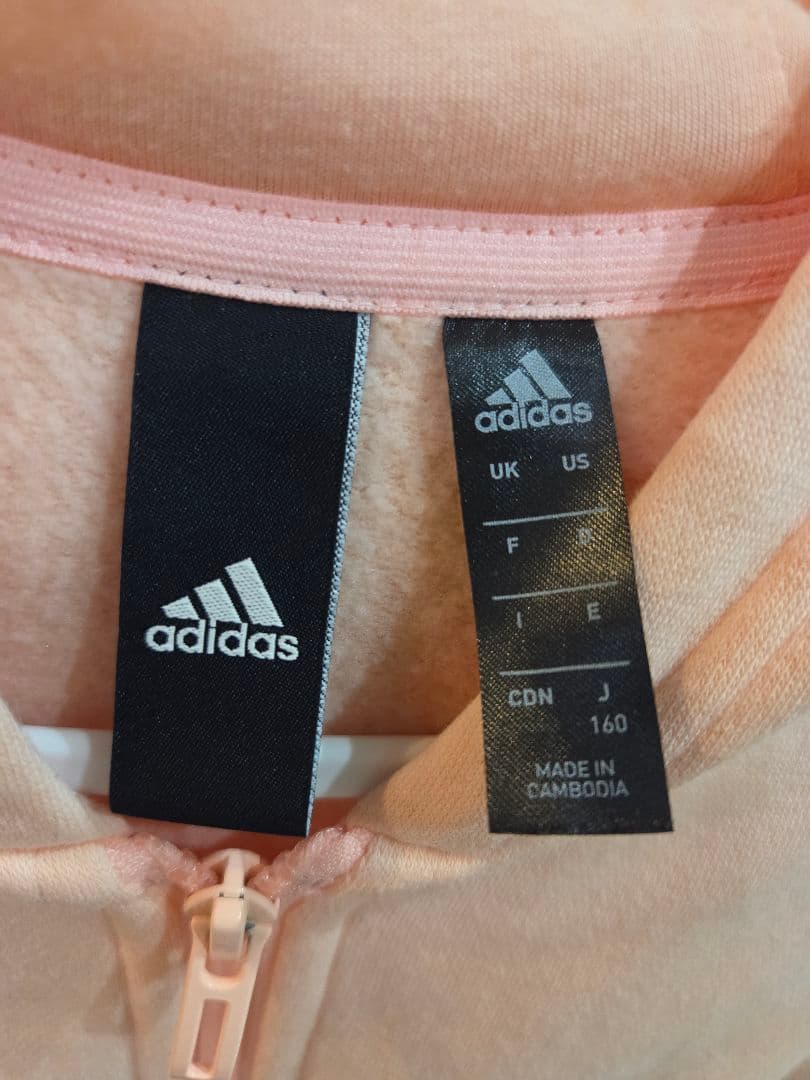 adidas
adidas
UK US
F D
I E
CDN J
160
MADE IN
CAMBODIA